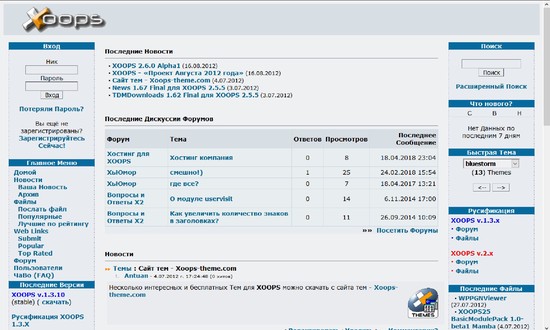 XOOPS
Вход
Ник
Пароль
Вход
Потеряли Пароль?
Вы ещё не
зарегистрированы?
Зарегистрируйтесь
Сейчас!
Главное Меню
Домой
Новости
Ваша Новость
Архив
Файлы
Послать файл
Популярные
Лучшие по рейтингу
Web Links
Submit
Popular
Top Rated
Форум
Пользователи
ЧаВо (FAQ)
Последние Версии
XOOPS v.1.3.10
(stable) ( скачать)
Русификация XOOPS
1.3.X
Последние Новости
· XOOPS 2.6.0 Alpha1 (16.08.2012)
· XOOPS - «Проект Августа 2012 года» (16.08.2012)
· Сайт тем - Xoops-theme.com (4.07.2012)
· News 1.67 Final для XOOPS 2.5.5 (3.07.2012)
· TDMDownloads 1.62 Final для XOOPS 2.5.5 (3.07.2012)
Последние Дискусии Форумов
Форум Тема Ответов Просмотров Последнее Сообщение
Хостинг для XOOPS Хостинг компания 0 8 18.04.2018 23:04
ХЫЮмор смешно!) 1 25 24.02.2018 15:54
ХЫЮмор где все? 0 7 18.04.2017 13:21
Вопросы и Ответы X2 О модуле uservisit 0 14 6.11.2014 17:00
Вопросы и Ответы X2 Как увеличить количество знаков в заголовках? 0 11 26.09.2014 10:09
»» Посетить Форумы
Новости
Темы : Сайт тем - Xoops-theme.com
Antuan - 4.07.2012 17:24:40
Несколько интересных и бесплатных Тем для XOOPS можно скачать с сайта тем - Xoops-
theme.com
THEMES
Поиск
Поиск
Расширенный Поиск
Что нового?
С В Н
Нет Данных по
последним 7 дням
Быстрая Тема
bluestorm
(13) Themes
<-- -->
Русификация
XOOPS v.1.3.x
· Форум
· Файлы
XOOPS v.2.x
· Форум
· Файлы
Последние Файлы
· WPPGNViewer
(27.07.2012)
· XOOPS25
BasicModulePack 1.0-
beta1 Mamba (4.07.2012)